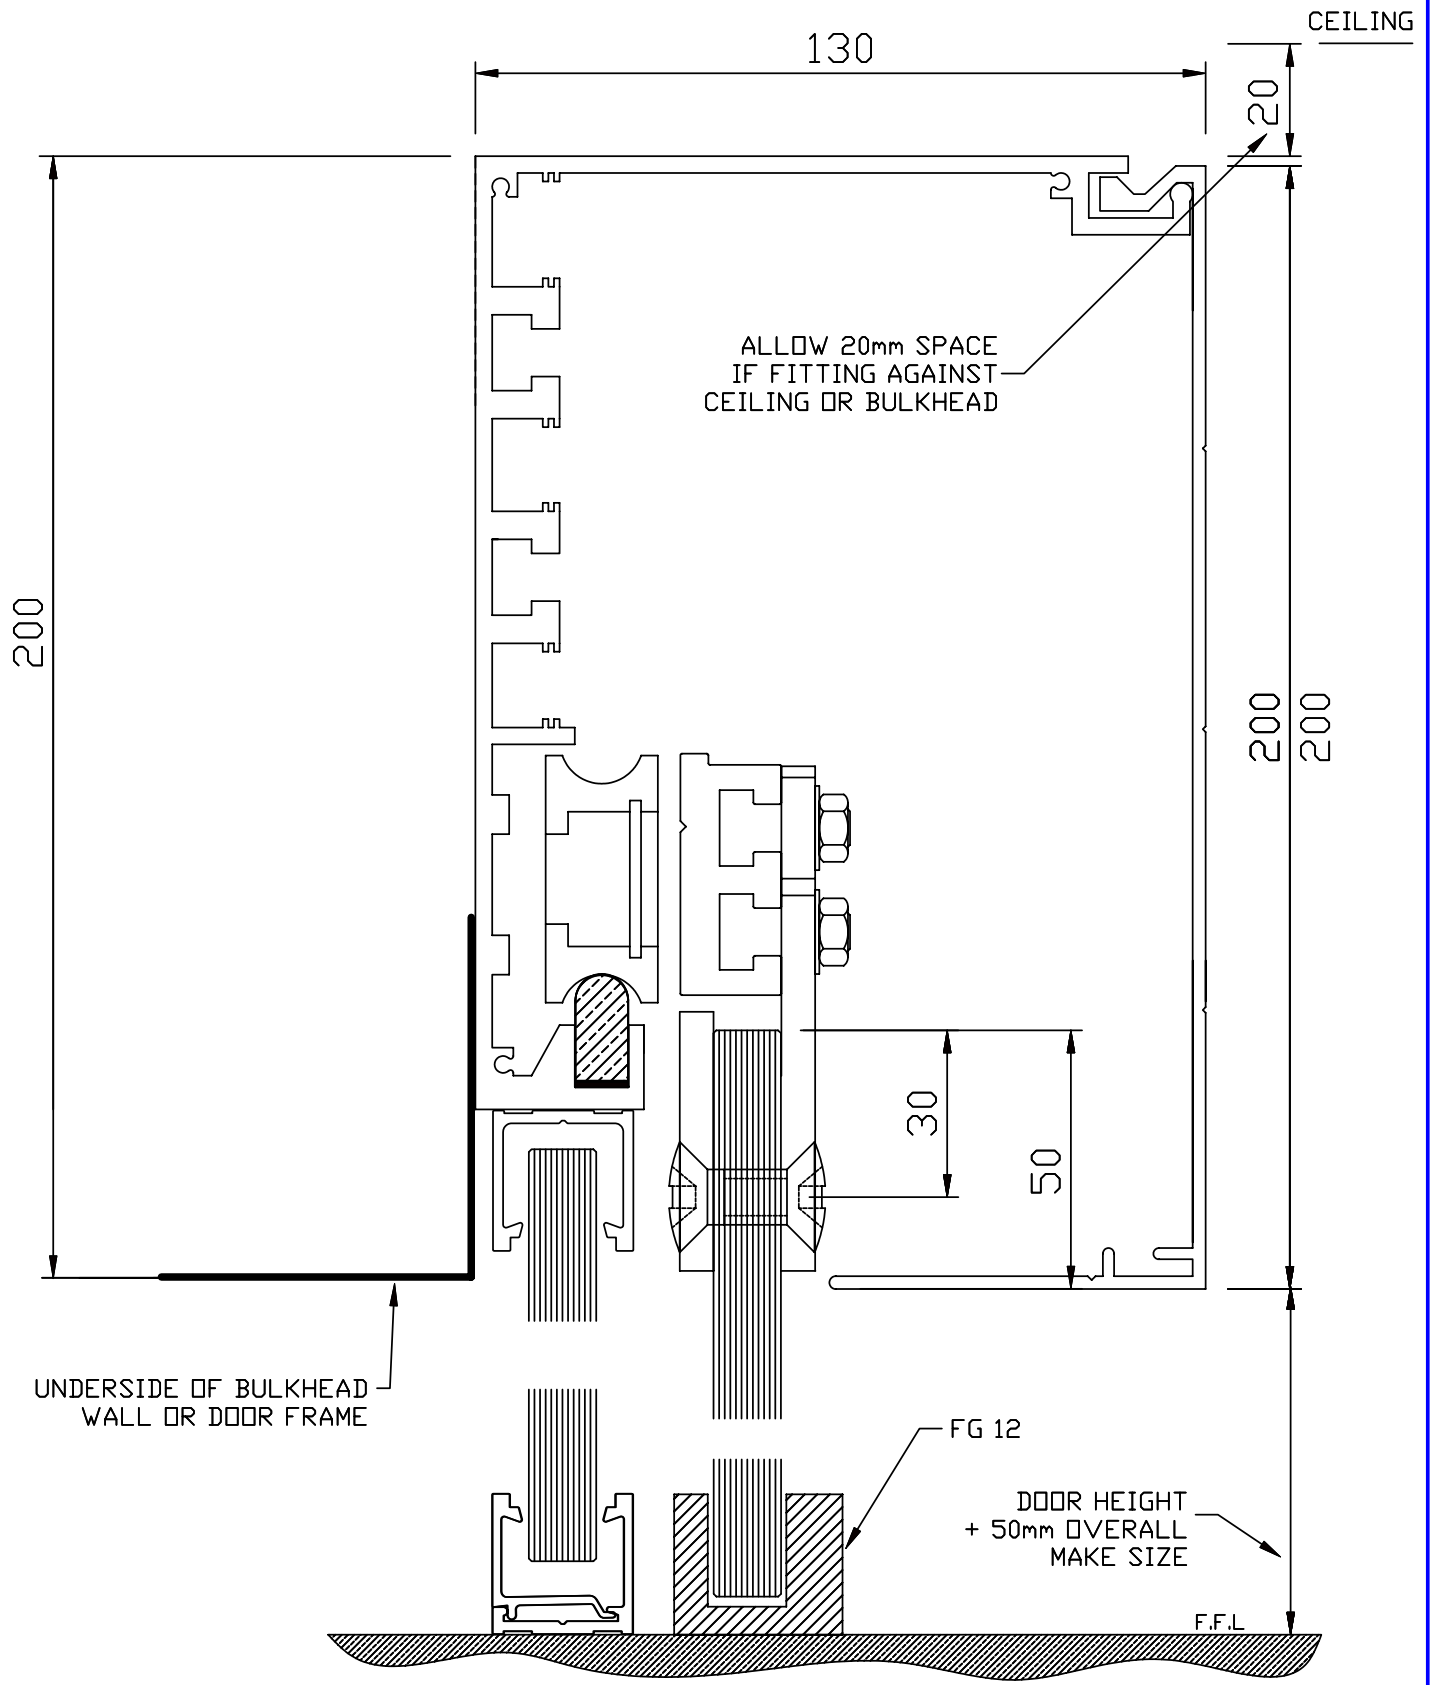 CEILING
130
20
ALLOW 20mm SPACE
IF FITTING AGAINST
CEILING OR BULKHEAD
200
200
200
30
50
UNDERSIDE OF BULKHEAD
WALL OR DOOR FRAME
FG 12
DOOR HEIGHT
+ 50mm OVERALL
MAKE SIZE
F.F.L